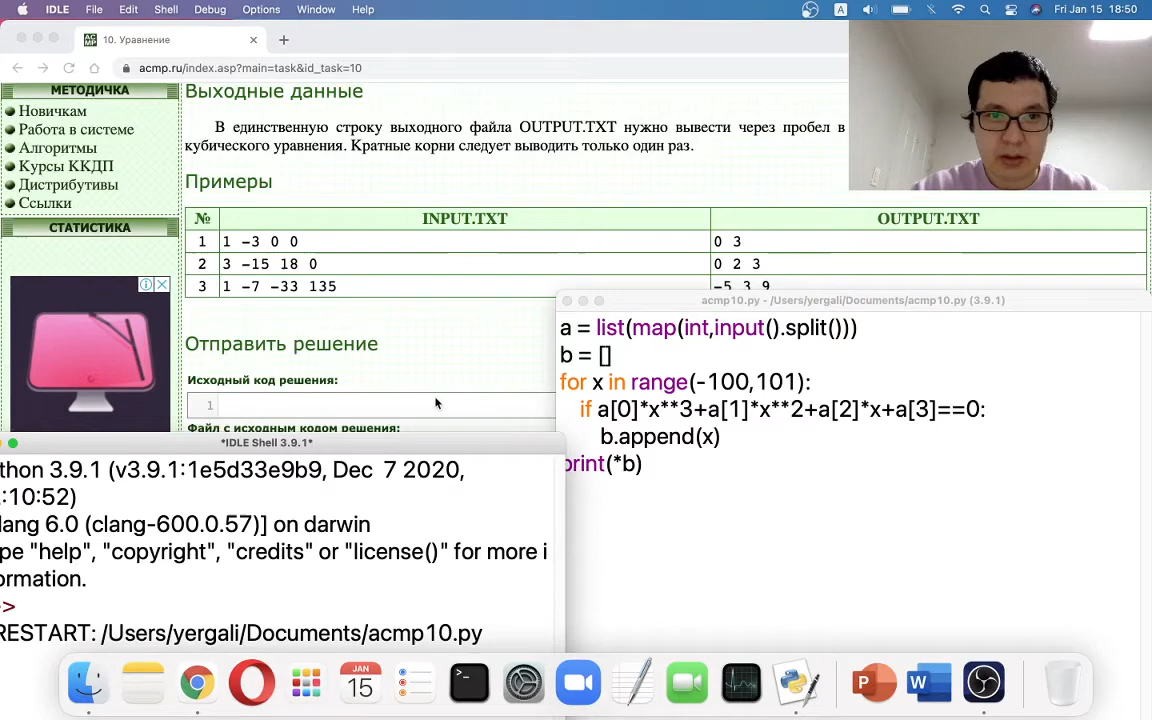 IDLE File Edit Shell Debug Options Window Help
A Fri Jan 15 18:50
10. Уравнение
acmp.ru/index.asp?main=task&id_task=10
МЕТОДИЧКА
Новичкам
Работа в системе
Алгоритмы
Курсы ККДП
Дистрибутивы
Ссылки
СТАТИСТИКА
Выходные данные
В единственную строку выходного файла OUTPUT.TXT нужно вывести через пробел в
кубического уравнения. Кратные корни следует выводить только один раз.
Примеры
№ INPUT.TXT OUTPUT.TXT
1 1 -3 0 0 0 3
2 3 -15 18 0 0 2 3
3 1 -7 -33 135 -5 3 9
Отправить решение
Исходный код решения:
1
Файл с исходным кодом решения:
acmp10.py - /Users/yergali/Documents/acmp10.py (3.9.1)
a = list(map(int,input().split()))
b = []
for x in range(-100,101):
if a[0]*x**3+a[1]*x**2+a[2]*x+a[3]==0:
b.append(x)
print(*b)
*IDLE Shell 3.9.1*
thon 3.9.1 (v3.9.1:1e5d33e9b9, Dec 7 2020,
:10:52)
lang 6.0 (clang-600.0.57)] on darwin
pe "help", "copyright", "credits" or "license()" for more i
ormation.
>
RESTART: /Users/yergali/Documents/acmp10.py
JAN
15
P
W